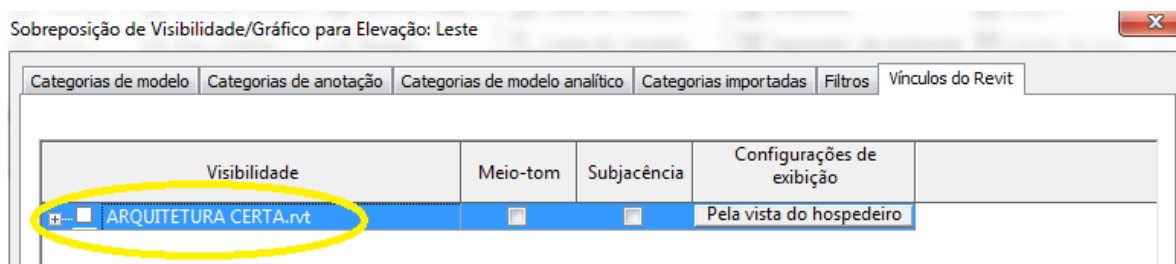 Sobreposição de Visibilidade/Gráfico para Elevação: Leste
Categorias de modelo Categorias de anotação Categorias de modelo analítico Categorias importadas Filtros Vínculos do Revit
Visibilidade Meio-tom Subjacência Configurações de exibição
ARQUITETURA CERTA.rvt Pela vista do hospedeiro